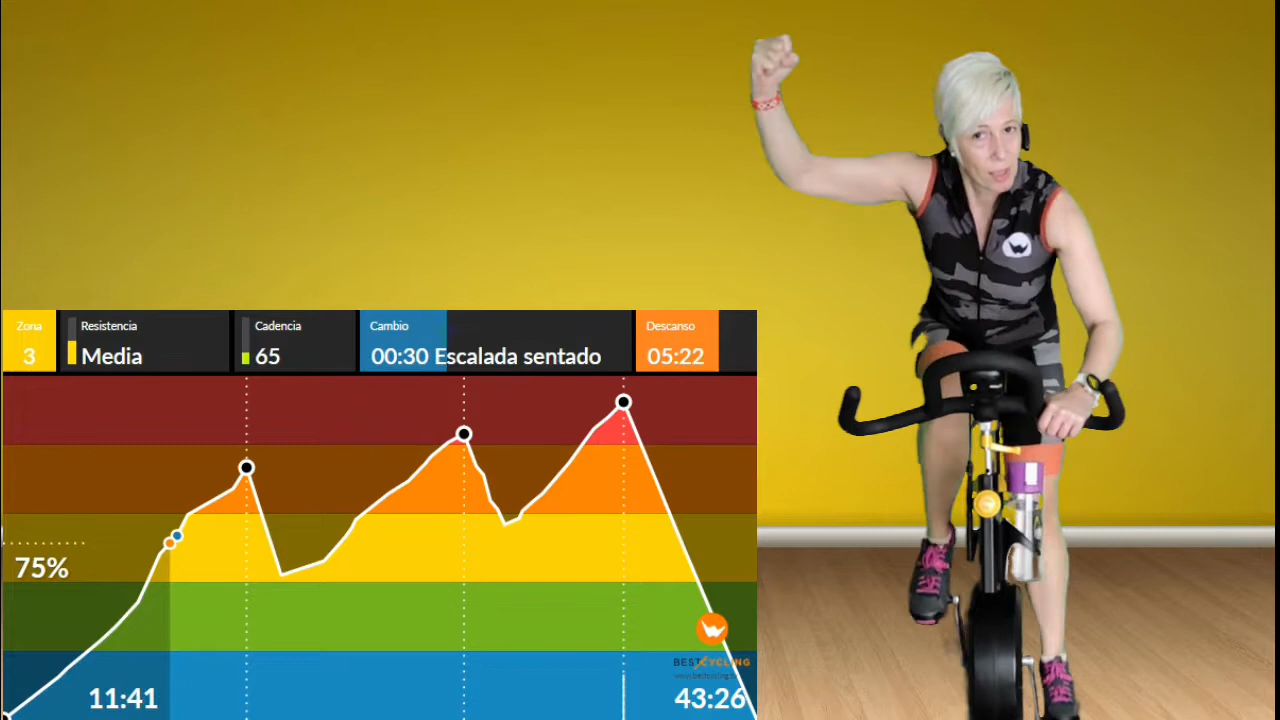 Zona
3
Resistencia
Media
Cadencia
65
Cambio
00:30 Escalada sentado
Descanso
05:22
75%
BESTCYCLING
11:41
43:26